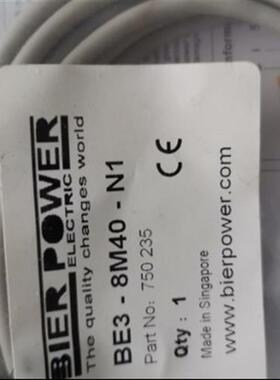 BIER POWER
ELECTRIC
The quality changes world
BE3 - 8M40 - N1
Part No: 750 235
Qty : 1
CE
Made in Singapore
www.bierpower.com